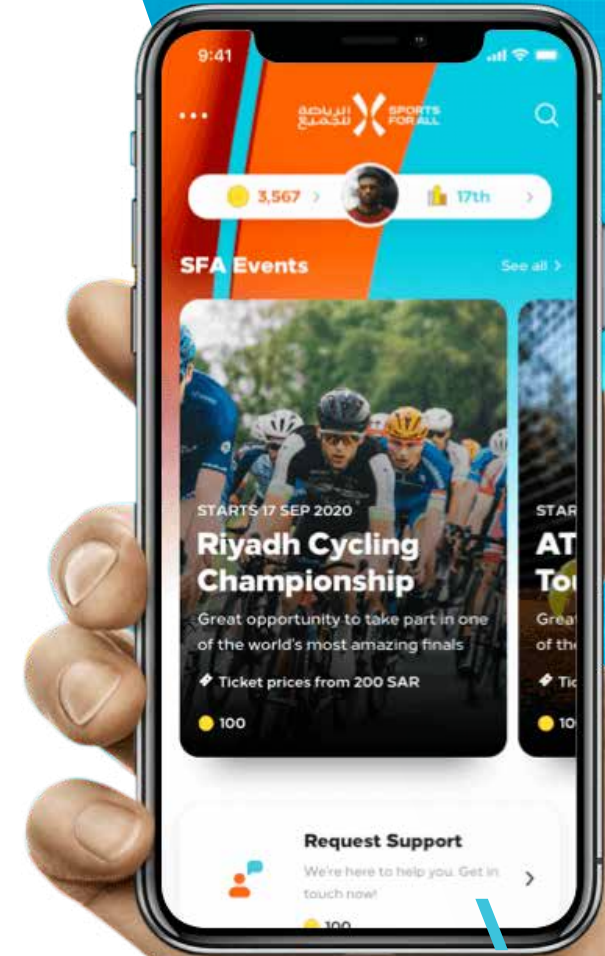 9:41
الرياضة للجميع
SPORTS FOR ALL
3,567
17th
SFA Events
See all
STARTS 17 SEP 2020
STAR
Riyadh Cycling
AT
Championship
Tou
Great opportunity to take part in one
Grea
of the world's most amazing finals
of the
Ticket prices from 200 SAR
Tic
100
10
Request Support
We're here to help you. Get in
touch now!
100